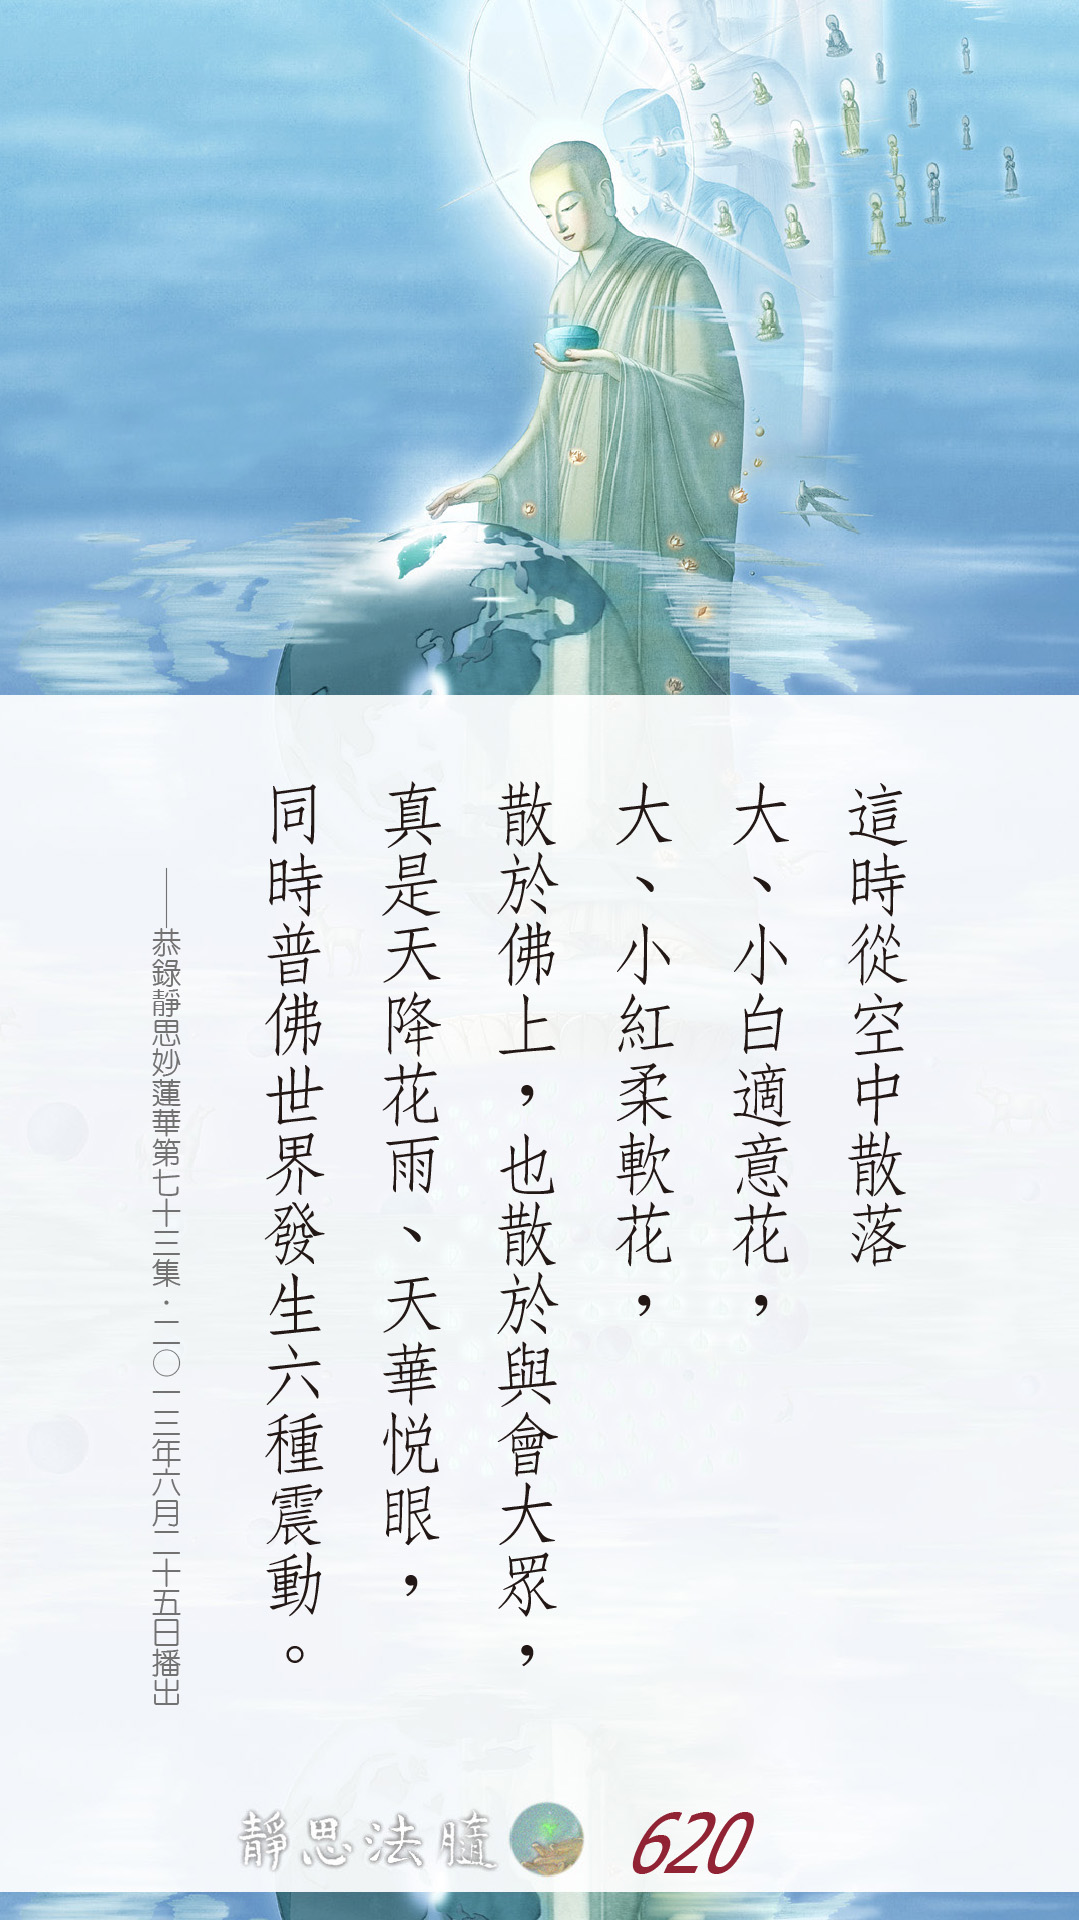 這時從空中散落
大、小白適意花，
大、小紅柔軟花，
散於佛上，也散於與會大眾，
真是天降花雨、天華悅眼，
同時普佛世界發生六種震動。
——恭錄靜思妙蓮華第七十三集．二〇一三年六月二十五日播出
靜思法髓
620